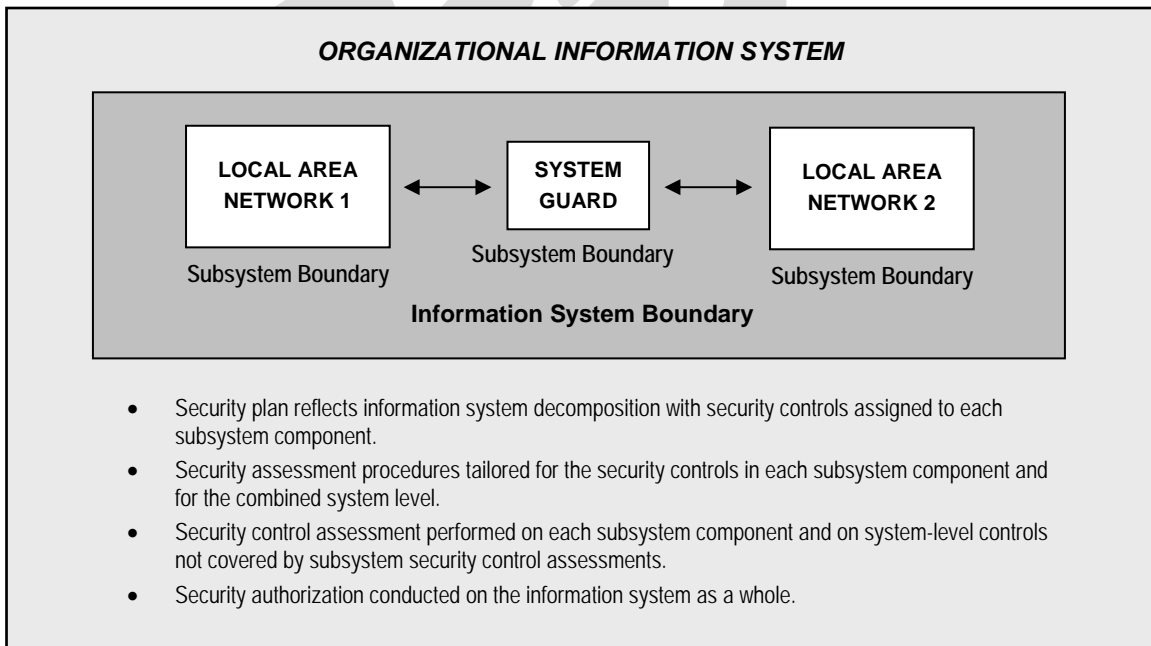 ORGANIZATIONAL INFORMATION SYSTEM
LOCAL AREA
NETWORK 1
SYSTEM
GUARD
LOCAL AREA
NETWORK 2
Subsystem Boundary
Subsystem Boundary
Subsystem Boundary
Information System Boundary
• Security plan reflects information system decomposition with security controls assigned to each
subsystem component.
• Security assessment procedures tailored for the security controls in each subsystem component and
for the combined system level.
• Security control assessment performed on each subsystem component and on system-level controls
not covered by subsystem security control assessments.
• Security authorization conducted on the information system as a whole.